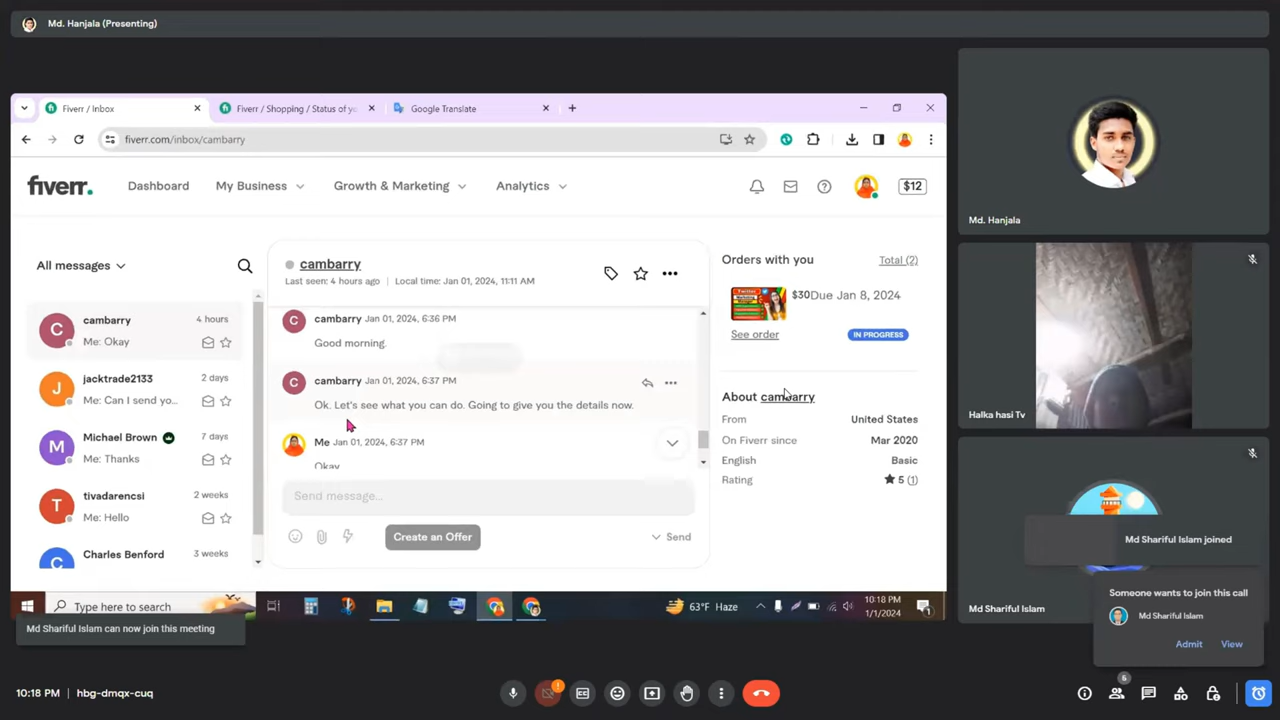 Md. Hanjala (Presenting)
Fiverr / Inbox
Fiverr / Shopping / Status of yo
Google Translate
fiverr.com/inbox/cambarry
fiverr.
Dashboard
My Business
Growth & Marketing
Analytics
$12
All messages
cambarry
4 hours
Me: Okay
jacktrade2133
2 days
Me: Can I send yo...
Michael Brown
7 days
Me: Thanks
tivadarencsi
2 weeks
Me: Hello
Charles Benford
3 weeks
cambarry
Last seen: 4 hours ago
Local time: Jan 01, 2024, 11:11 AM
cambarry Jan 01, 2024, 6:36 PM
Good morning.
cambarry Jan 01, 2024, 6:37 PM
Ok. Let's see what you can do. Going to give you the details now.
Me Jan 01, 2024, 6:37 PM
Okay
Send message...
Create an Offer
Send
Orders with you
Total (2)
$30 Due Jan 8, 2024
See order
IN PROGRESS
About cambarry
From United States
On Fiverr since Mar 2020
English Basic
Rating 5 (1)
Type here to search
63°F Haze
10:18 PM
1/1/2024
Md. Hanjala
Halka hasi Tv
Md Shariful Islam
Md Shariful Islam joined
Someone wants to join this call
Md Shariful Islam
Admit
View
Md Shariful Islam can now join this meeting
10:18 PM
hbg-dmqx-cuq
6